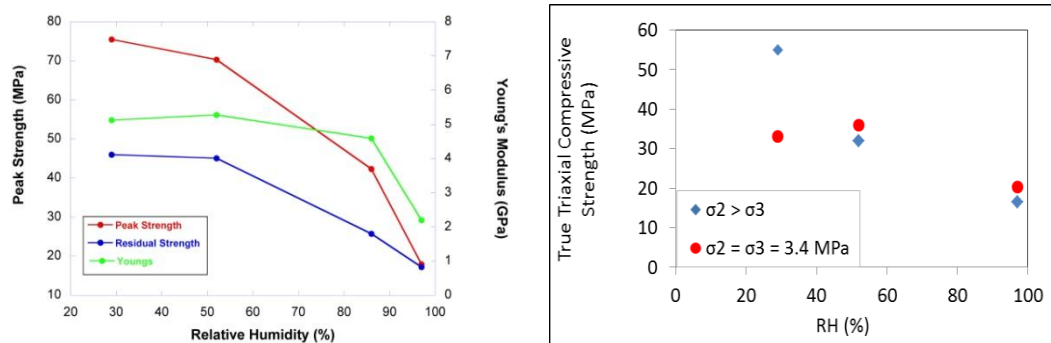 Peak Strength (MPa)
80
70
60
50
40
30
20
10
Peak Strength
Residual Strength
Youngs
20 30 40 50 60 70 80 90 100
Relative Humidity (%)
8
7
6
5
4
3
2
1
0
Young's Modulus (GPa)
True Triaxial Compressive
Strength (MPa)
60
50
40
30
20
10
0
σ2 > σ3
σ2 = σ3 = 3.4 MPa
0 20 40 60 80 100
RH (%)